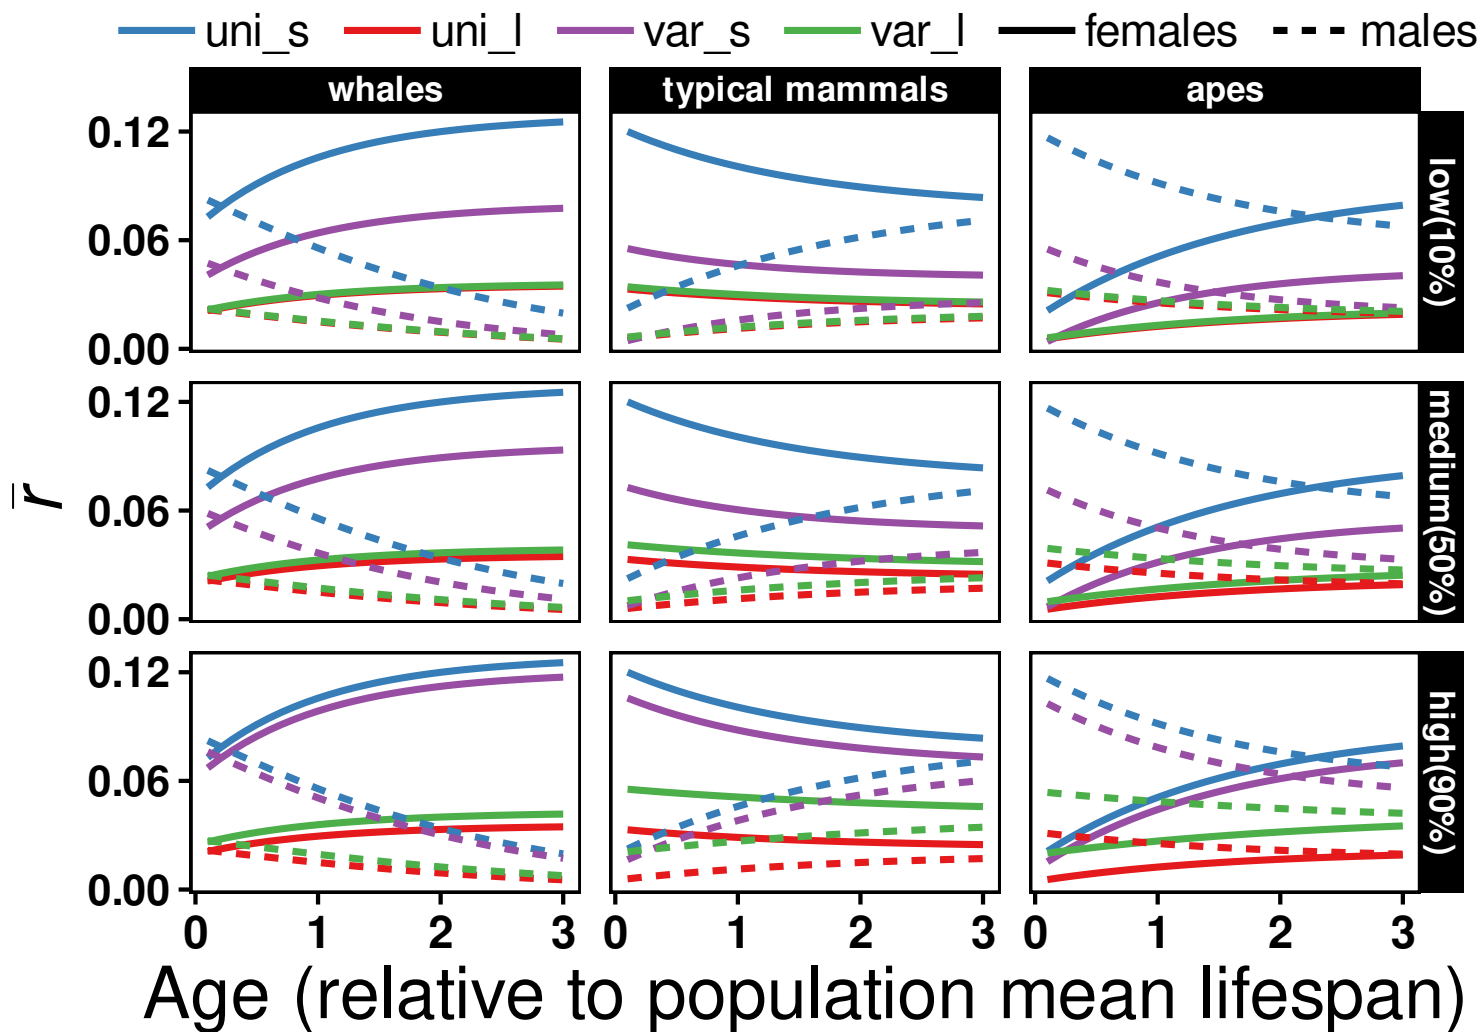 uni_s uni_l var_s var_l females males
whales typical mammals apes
0.12
0.06
0.00
low(10%)
0.12
0.06
0.00
medium(50%)
r̄
0.12
0.06
0.00
high(90%)
0 1 2 3 0 1 2 3 0 1 2 3
Age (relative to population mean lifespan)